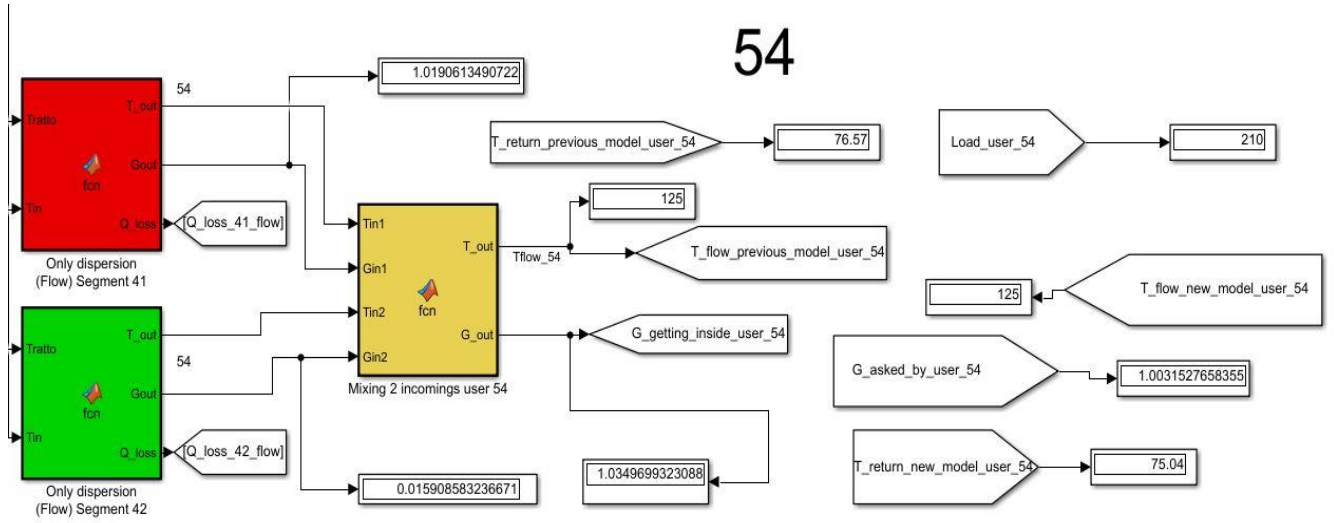 54
54
1.0190613490722
T_out
Tratto
T_return_previous_model_user_54
76.57
Load_user_54
210
Gout
fcn
125
Tin
Q_loss
[Q_loss_41_flow]
Tin1
T_out
Tflow_54
T_flow_previous_model_user_54
Only dispersion
(Flow) Segment 41
Gin1
fcn
125
T_flow_new_model_user_54
Tin2
T_out
Tratto
54
G_out
G_getting_inside_user_54
Gin2
Mixing 2 incomings user 54
G_asked_by_user_54
1.0031527658355
Gout
fcn
Tin
Q_loss
[Q_loss_42_flow]
1.0349699323088
T_return_new_model_user_54
75.04
0.015908583236671
Only dispersion
(Flow) Segment 42